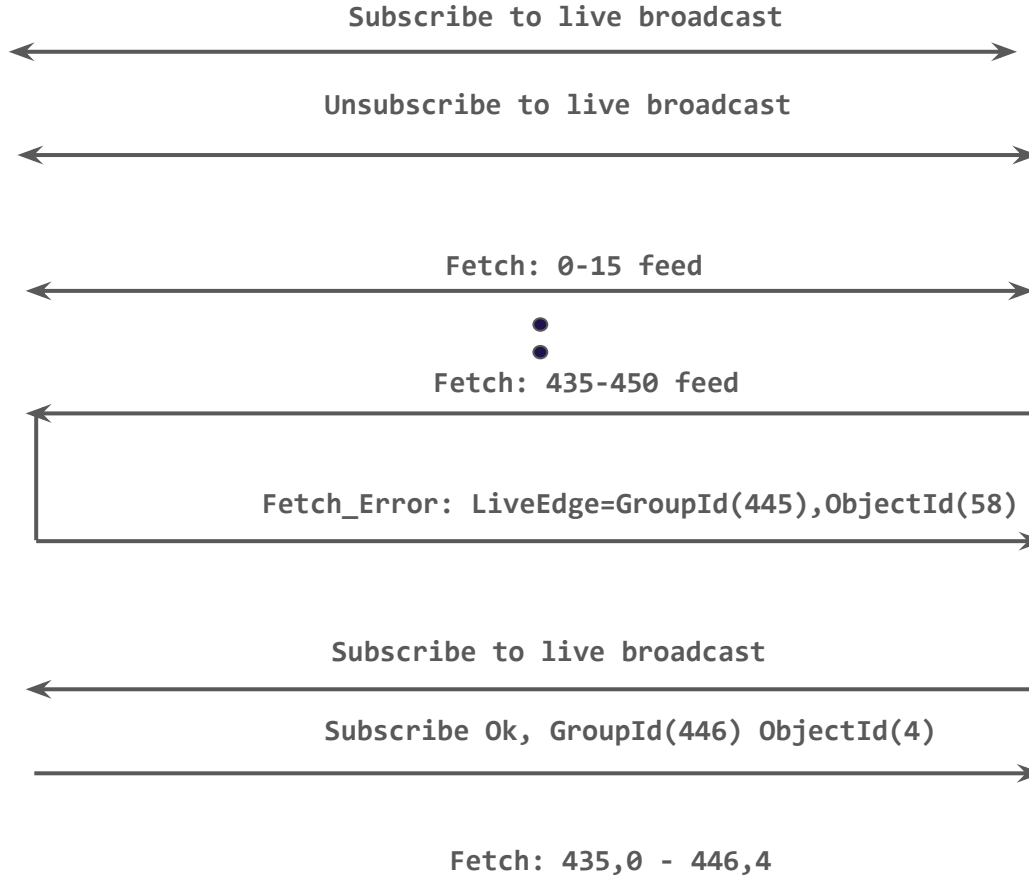 Subscribe to live broadcast
Unsubscribe to live broadcast
Fetch: 0-15 feed
Fetch: 435-450 feed
Fetch_Error: LiveEdge=GroupId(445),ObjectId(58)
Subscribe to live broadcast
Subscribe Ok, GroupId(446) ObjectId(4)
Fetch: 435,0 - 446,4